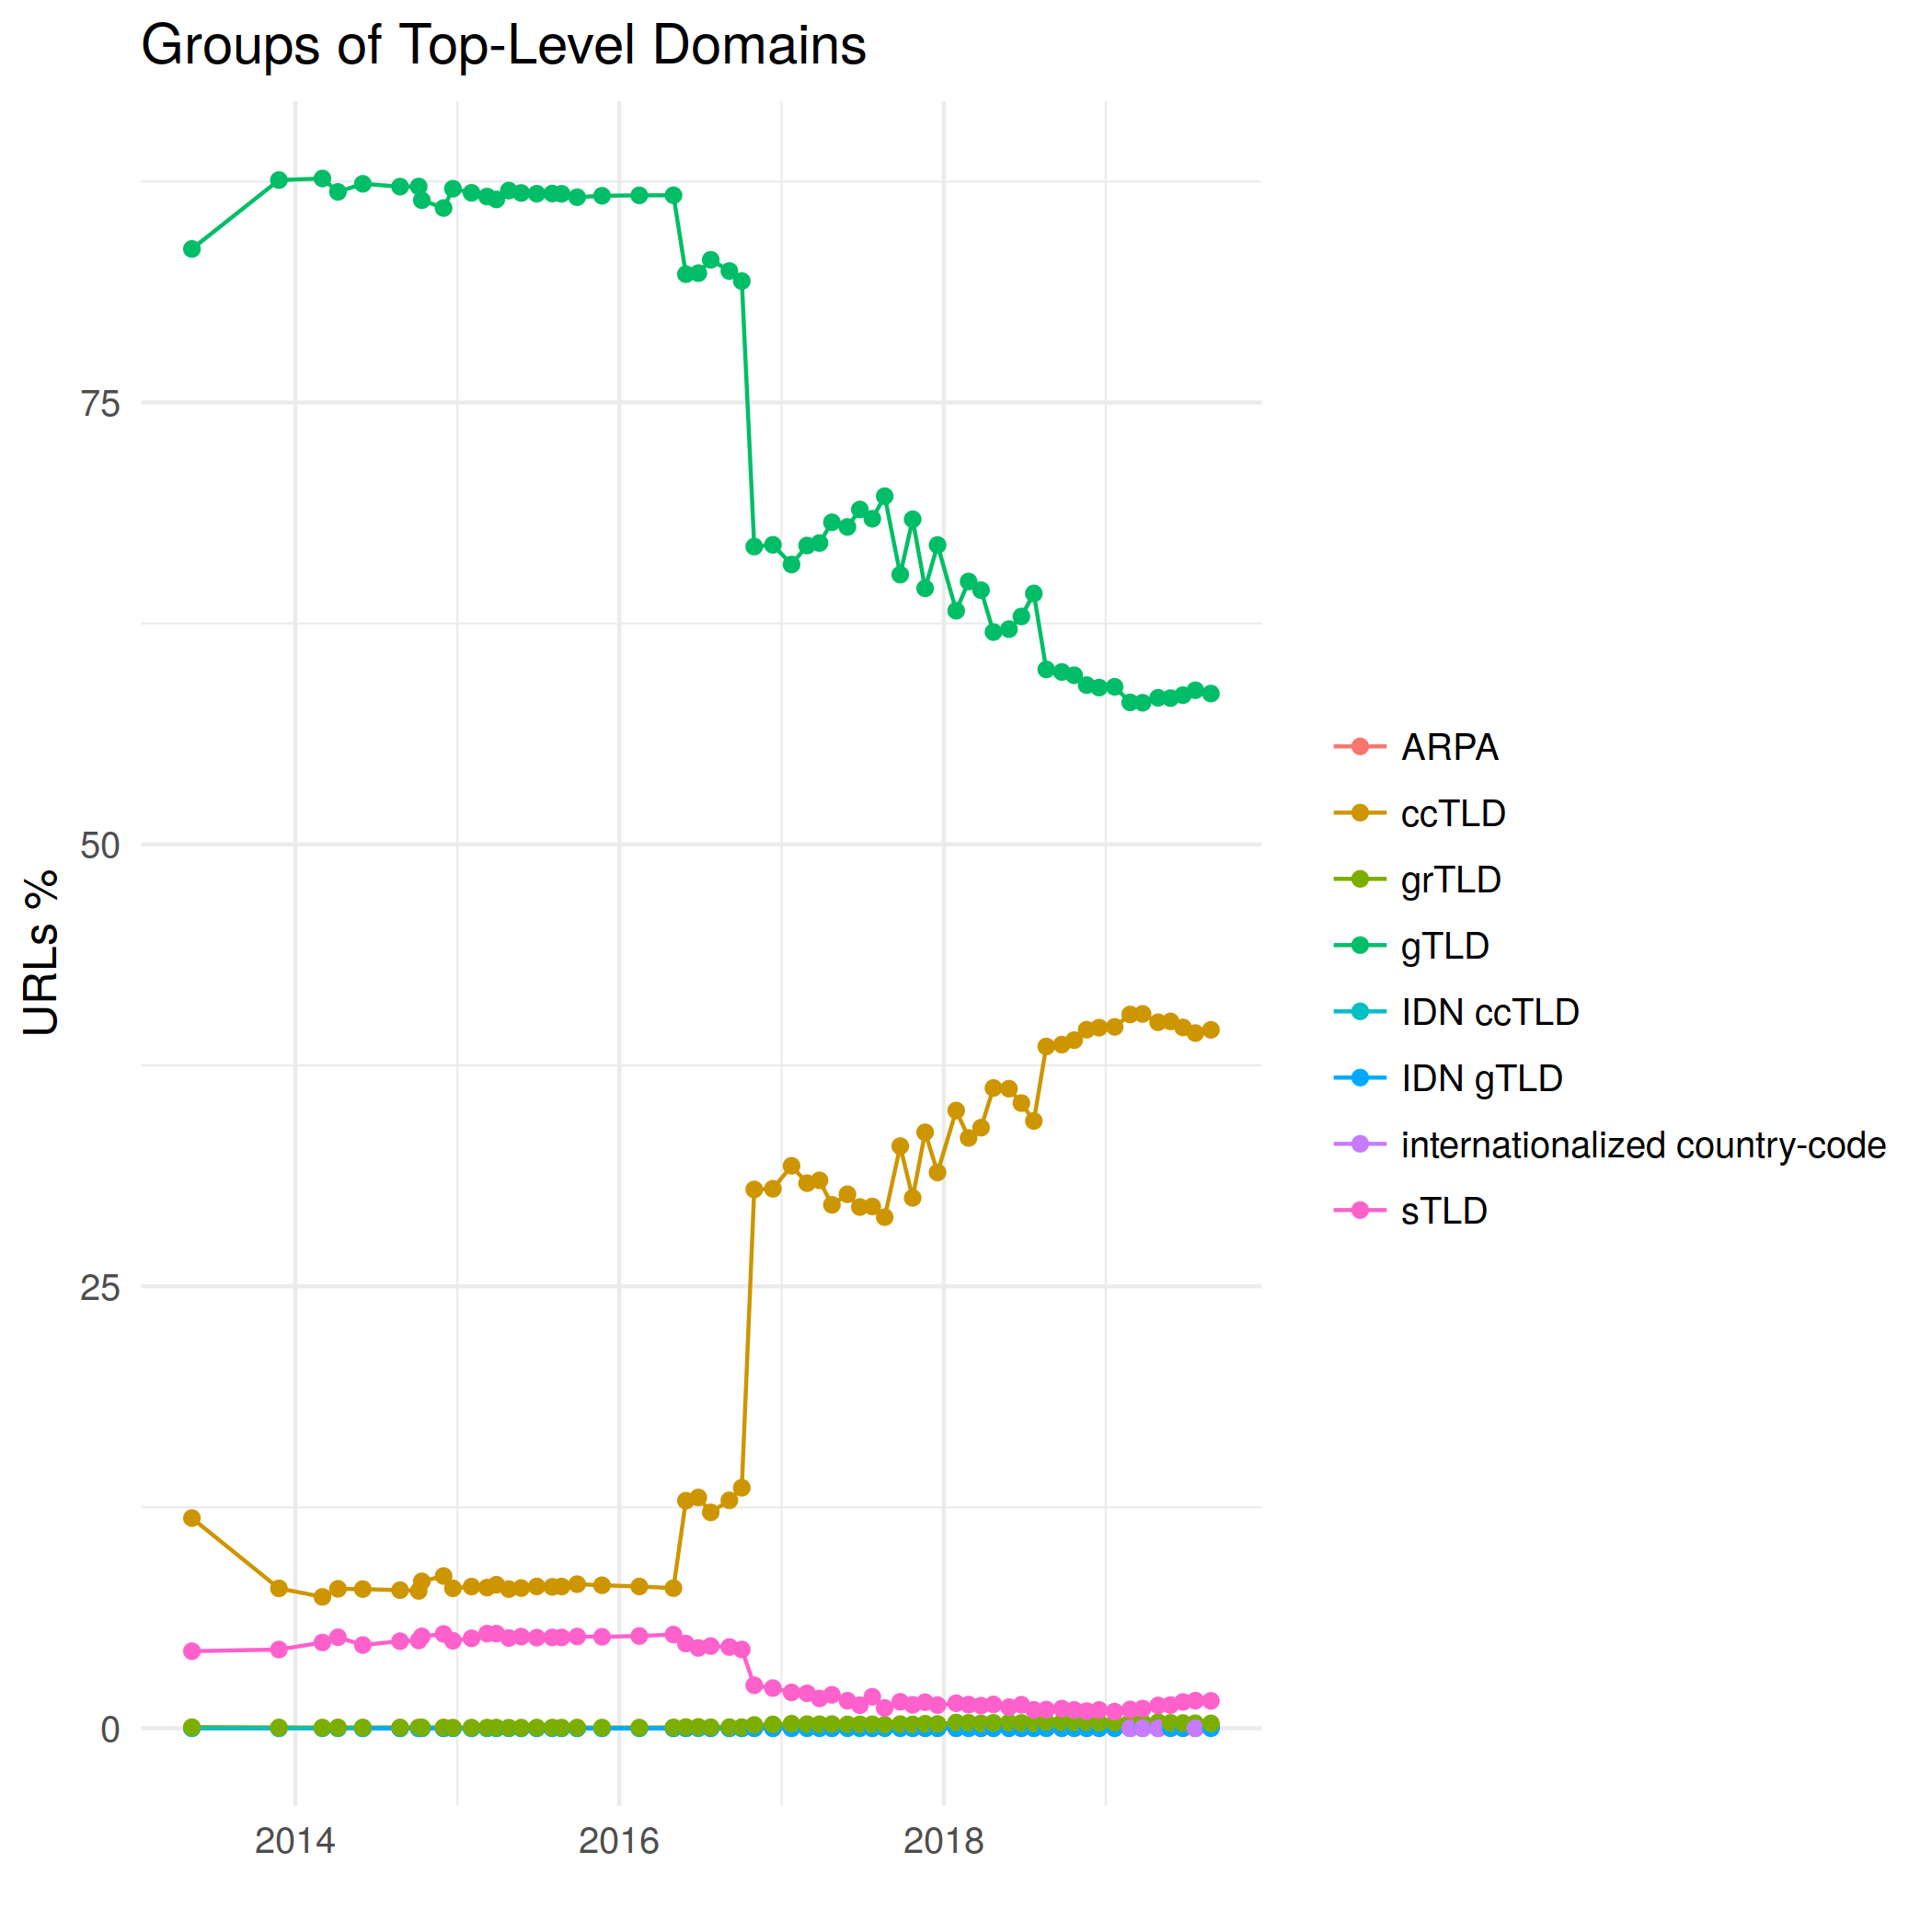 Groups of Top-Level Domains
URLs %
75
50
25
0
2014
2016
2018
ARPA
ccTLD
grTLD
gTLD
IDN ccTLD
IDN gTLD
internationalized country-code
sTLD